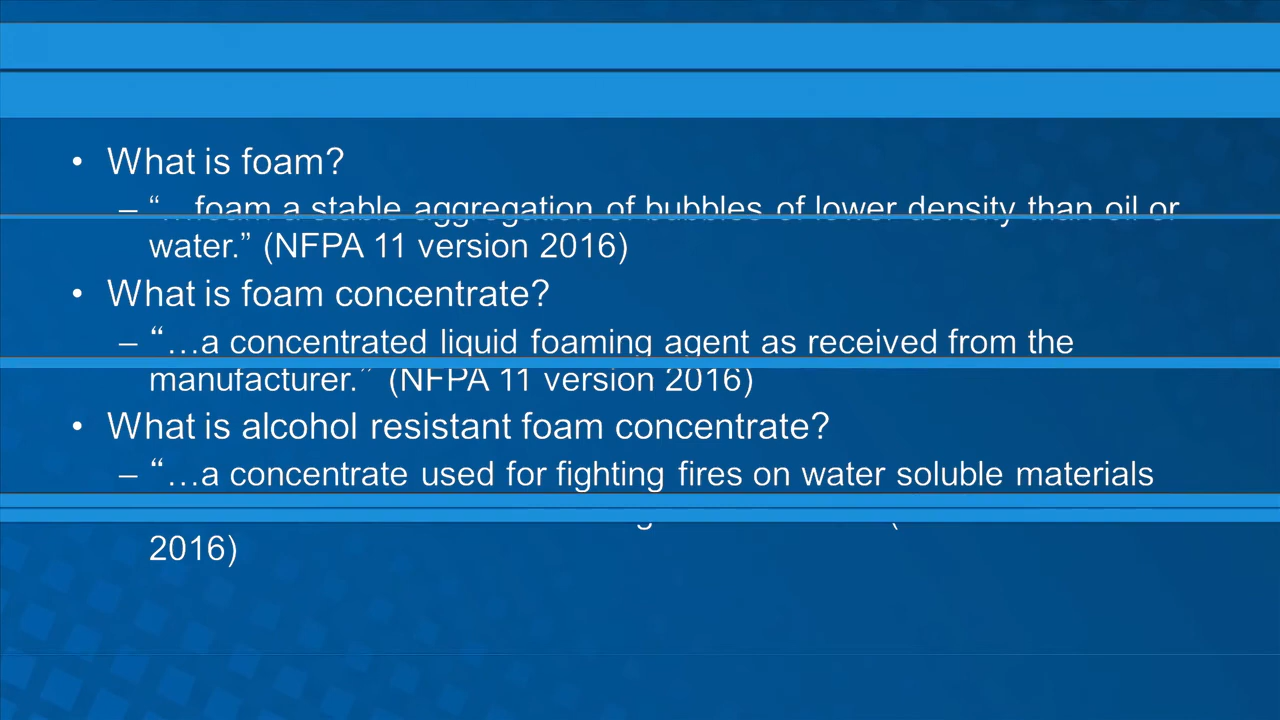 • What is foam?
– “…foam a stable aggregation of bubbles of lower density than oil or
water.” (NFPA 11 version 2016)
• What is foam concentrate?
– “…a concentrated liquid foaming agent as received from the
manufacturer.” (NFPA 11 version 2016)
• What is alcohol resistant foam concentrate?
– “…a concentrate used for fighting fires on water soluble materials
2016)